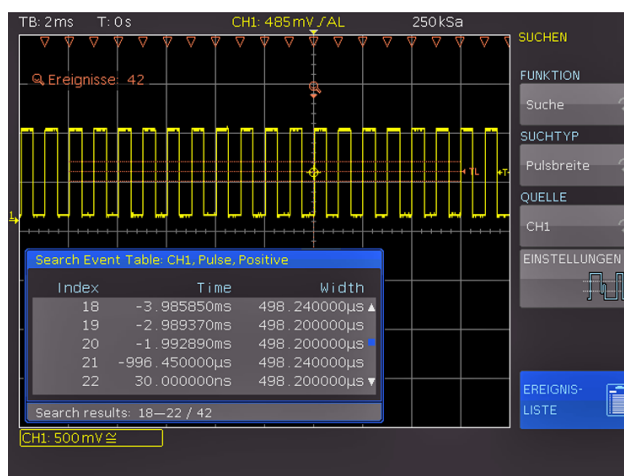 TB: 2ms T: 0s CH1: 485mV AL 250kSa
SUCHEN
Ereignisse: 42
FUNKTION
Suche
SUCHTYP
Pulsbreite
TL
T
QUELLE
1
CH1
EINSTELLUNGEN
Search Event Table: CH1, Pulse, Positive
Index Time Width
18 -3.985850ms 498.240000µs
19 -2.989370ms 498.200000µs
20 -1.992890ms 498.200000µs
21 -996.450000µs 498.240000µs
22 30.000000ns 498.200000µs
Search results: 18—22 / 42
EREIGNIS-
LISTE
CH1: 500mV≅